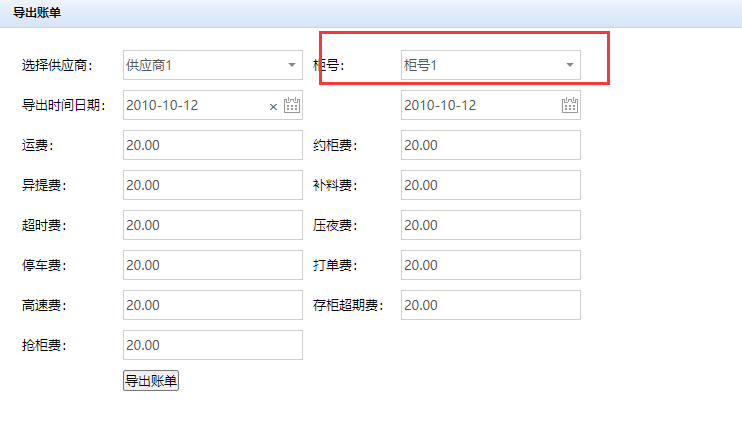 导出账单
选择供应商: 供应商1 柜号: 柜号1
导出时间日期: 2010-10-12 × 2010-10-12
运费: 20.00 约柜费: 20.00
异提费: 20.00 补料费: 20.00
超时费: 20.00 压夜费: 20.00
停车费: 20.00 打单费: 20.00
高速费: 20.00 存柜超期费: 20.00
抢柜费: 20.00
导出账单